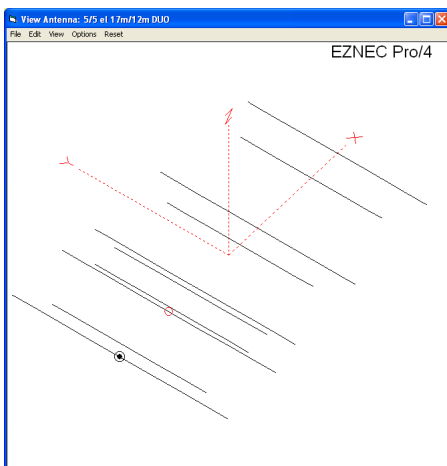 View Antenna: 5/5 el 17m/12m DUO
File Edit View Options Reset
EZNEC Pro/4
Z
X
Y